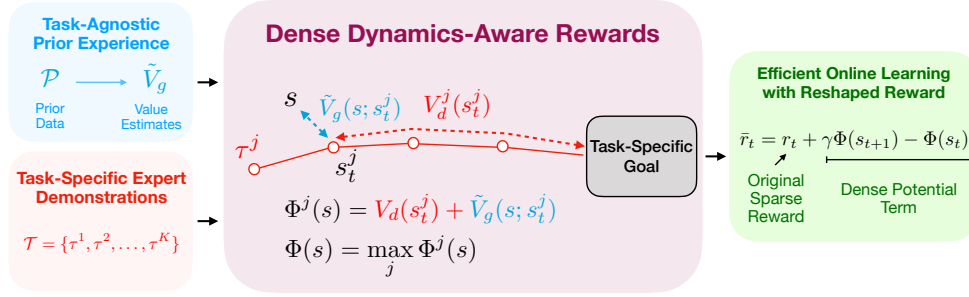 Task-Agnostic
Prior Experience
𝒫 ⟶ Ṽ_g
Prior
Data
Value
Estimates
Task-Specific Expert
Demonstrations
𝒯 = {τ^1, τ^2, . . . , τ^K}
Dense Dynamics-Aware Rewards
s
Ṽ_g(s; s_t^j)
V_d^j(s_t^j)
τ^j
s_t^j
Task-Specific
Goal
Φ^j(s) = V_d(s_t^j) + Ṽ_g(s; s_t^j)
Φ(s) = max_j Φ^j(s)
Efficient Online Learning
with Reshaped Reward
r̄_t = r_t + γΦ(s_{t+1}) − Φ(s_t)
Original
Sparse
Reward
Dense Potential
Term